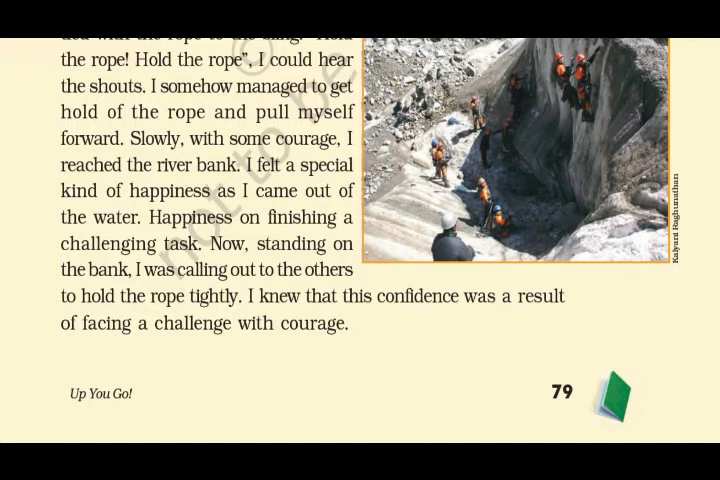 the rope! Hold the rope”, I could hear
the shouts. I somehow managed to get
hold of the rope and pull myself
forward. Slowly, with some courage, I
reached the river bank. I felt a special
kind of happiness as I came out of
the water. Happiness on finishing a
challenging task. Now, standing on
the bank, I was calling out to the others
to hold the rope tightly. I knew that this confidence was a result
of facing a challenge with courage.
Kalyani Raghunathan
Up You Go!
79
© not to be